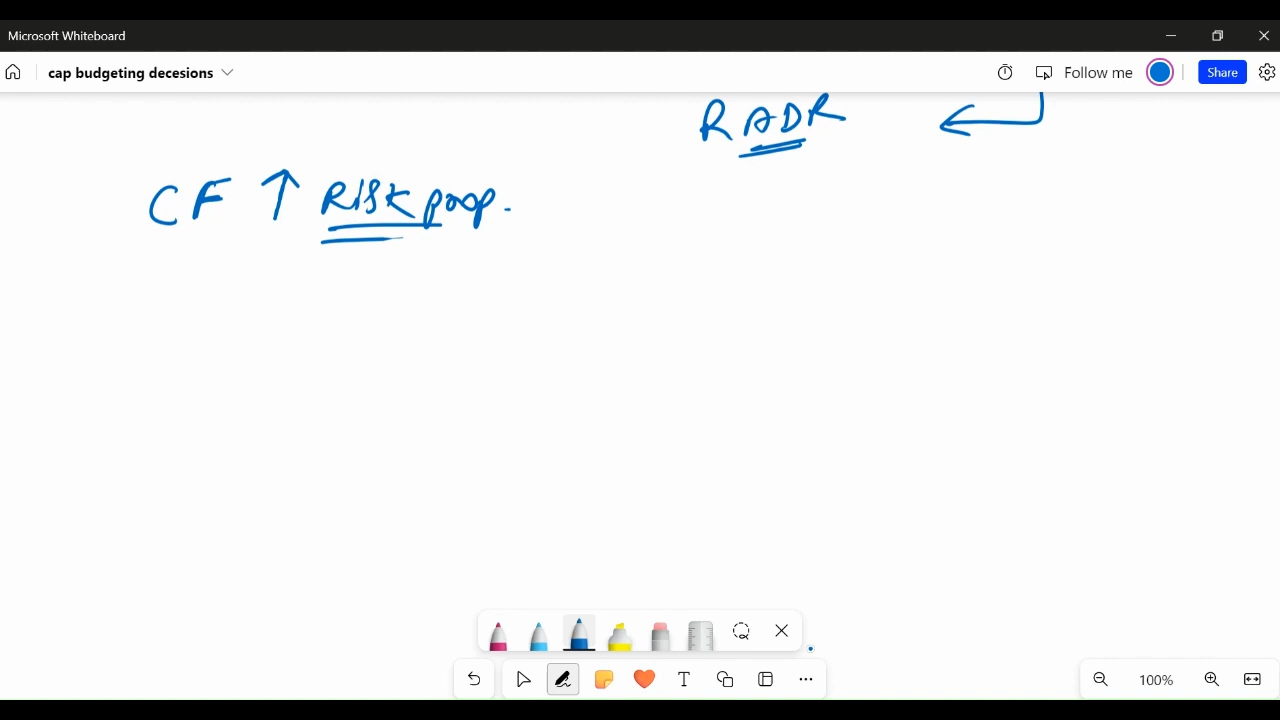 Microsoft Whiteboard
cap budgeting decesions
Follow me
Share
RADR
CF ↑ Risk prop.
T
100%